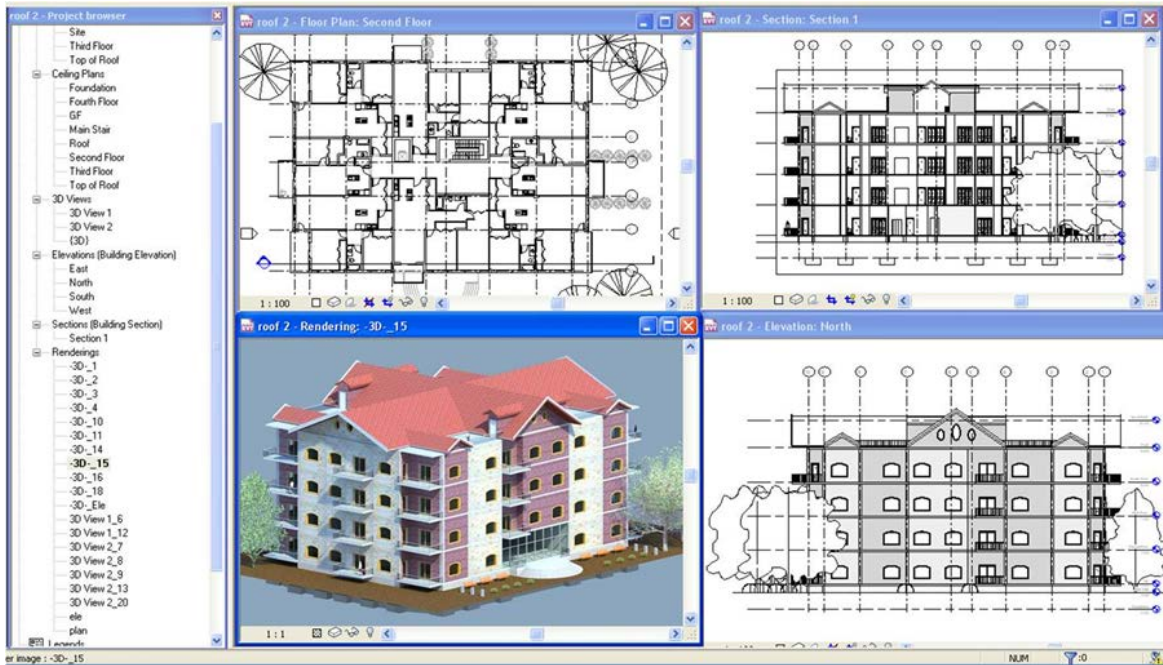 roof 2 - Project browser
Site
Third Floor
Top of Roof
Ceiling Plans
Foundation
Fourth Floor
GF
Main Stair
Roof
Second Floor
Third Floor
Top of Roof
3D Views
3D View 1
3D View 2
{3D}
Elevations (Building Elevation)
East
North
South
West
Sections (Building Section)
Section 1
Renderings
-3D-_1
-3D-_2
-3D-_3
-3D-_4
-3D-_10
-3D-_11
-3D-_14
-3D-_15
-3D-_16
-3D-_18
-3D-_Ele
3D View 1_6
3D View 1_12
3D View 2_7
3D View 2_8
3D View 2_9
3D View 2_13
3D View 2_20
ele
plan
Legends
er image : -3D-_15
roof 2 - Floor Plan: Second Floor
1 : 100
roof 2 - Section: Section 1
1 : 100
roof 2 - Rendering: -3D-_15
1 : 1
roof 2 - Elevation: North
NUM
:0